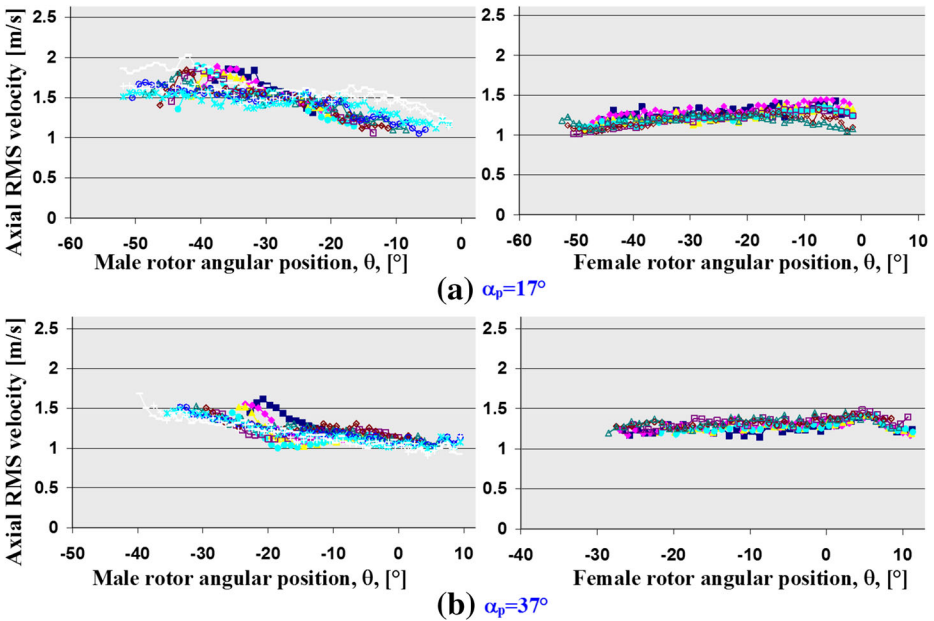 Axial RMS velocity [m/s]
2.5
2
1.5
1
0.5
0
-60 -50 -40 -30 -20 -10 0
Male rotor angular position, θ, [°]
2.5
2
1.5
1
0.5
0
-60 -50 -40 -30 -20 -10 0 10
Female rotor angular position, θ, [°]
(a) αp=17°
Axial RMS velocity [m/s]
2.5
2
1.5
1
0.5
0
-50 -40 -30 -20 -10 0 10
Male rotor angular position, θ, [°]
2.5
2
1.5
1
0.5
0
-40 -30 -20 -10 0 10
Female rotor angular position, θ, [°]
(b) αp=37°